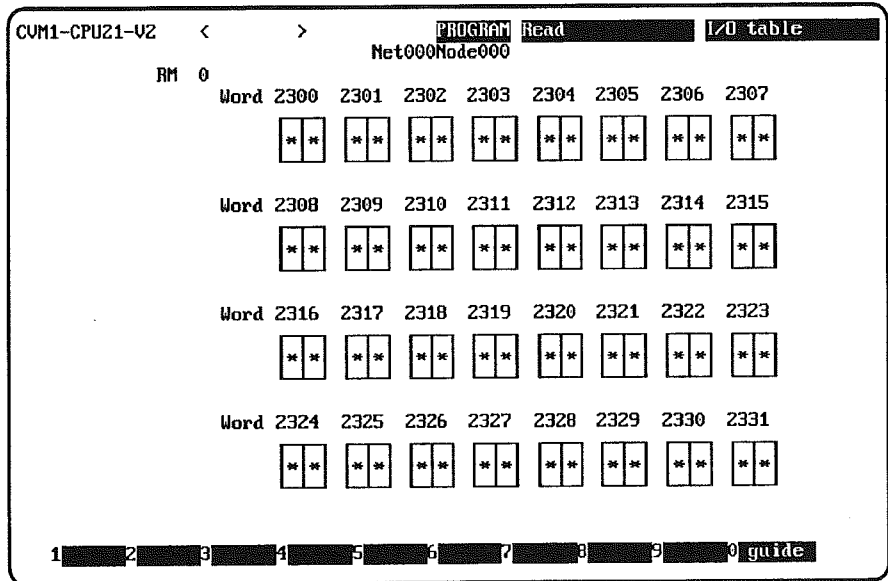 CVM1-CPU21-V2 < > PROGRAM Read I/O table
Net000Node000
RM 0
Word 2300 2301 2302 2303 2304 2305 2306 2307
* * * * * * * * * * * * * * * *
Word 2308 2309 2310 2311 2312 2313 2314 2315
* * * * * * * * * * * * * * * *
Word 2316 2317 2318 2319 2320 2321 2322 2323
* * * * * * * * * * * * * * * *
Word 2324 2325 2326 2327 2328 2329 2330 2331
* * * * * * * * * * * * * * * *
1 2 3 4 5 6 7 8 9 0 guide